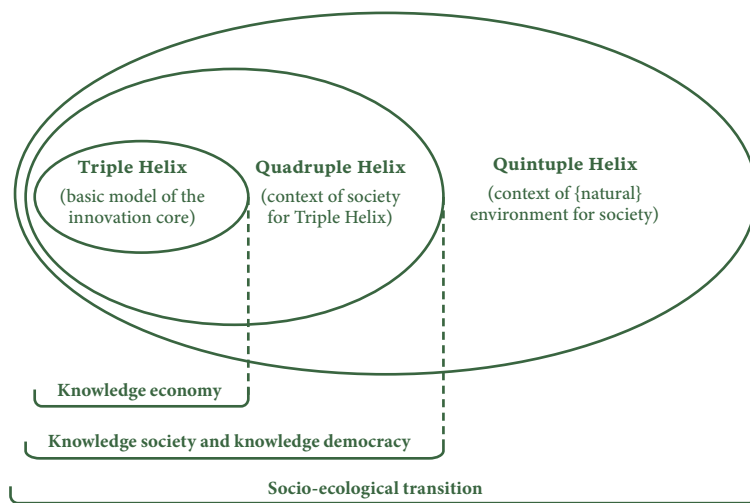 Triple Helix
(basic model of the
innovation core)
Quadruple Helix
(context of society
for Triple Helix)
Quintuple Helix
(context of {natural}
environment for society)
Knowledge economy
Knowledge society and knowledge democracy
Socio-ecological transition